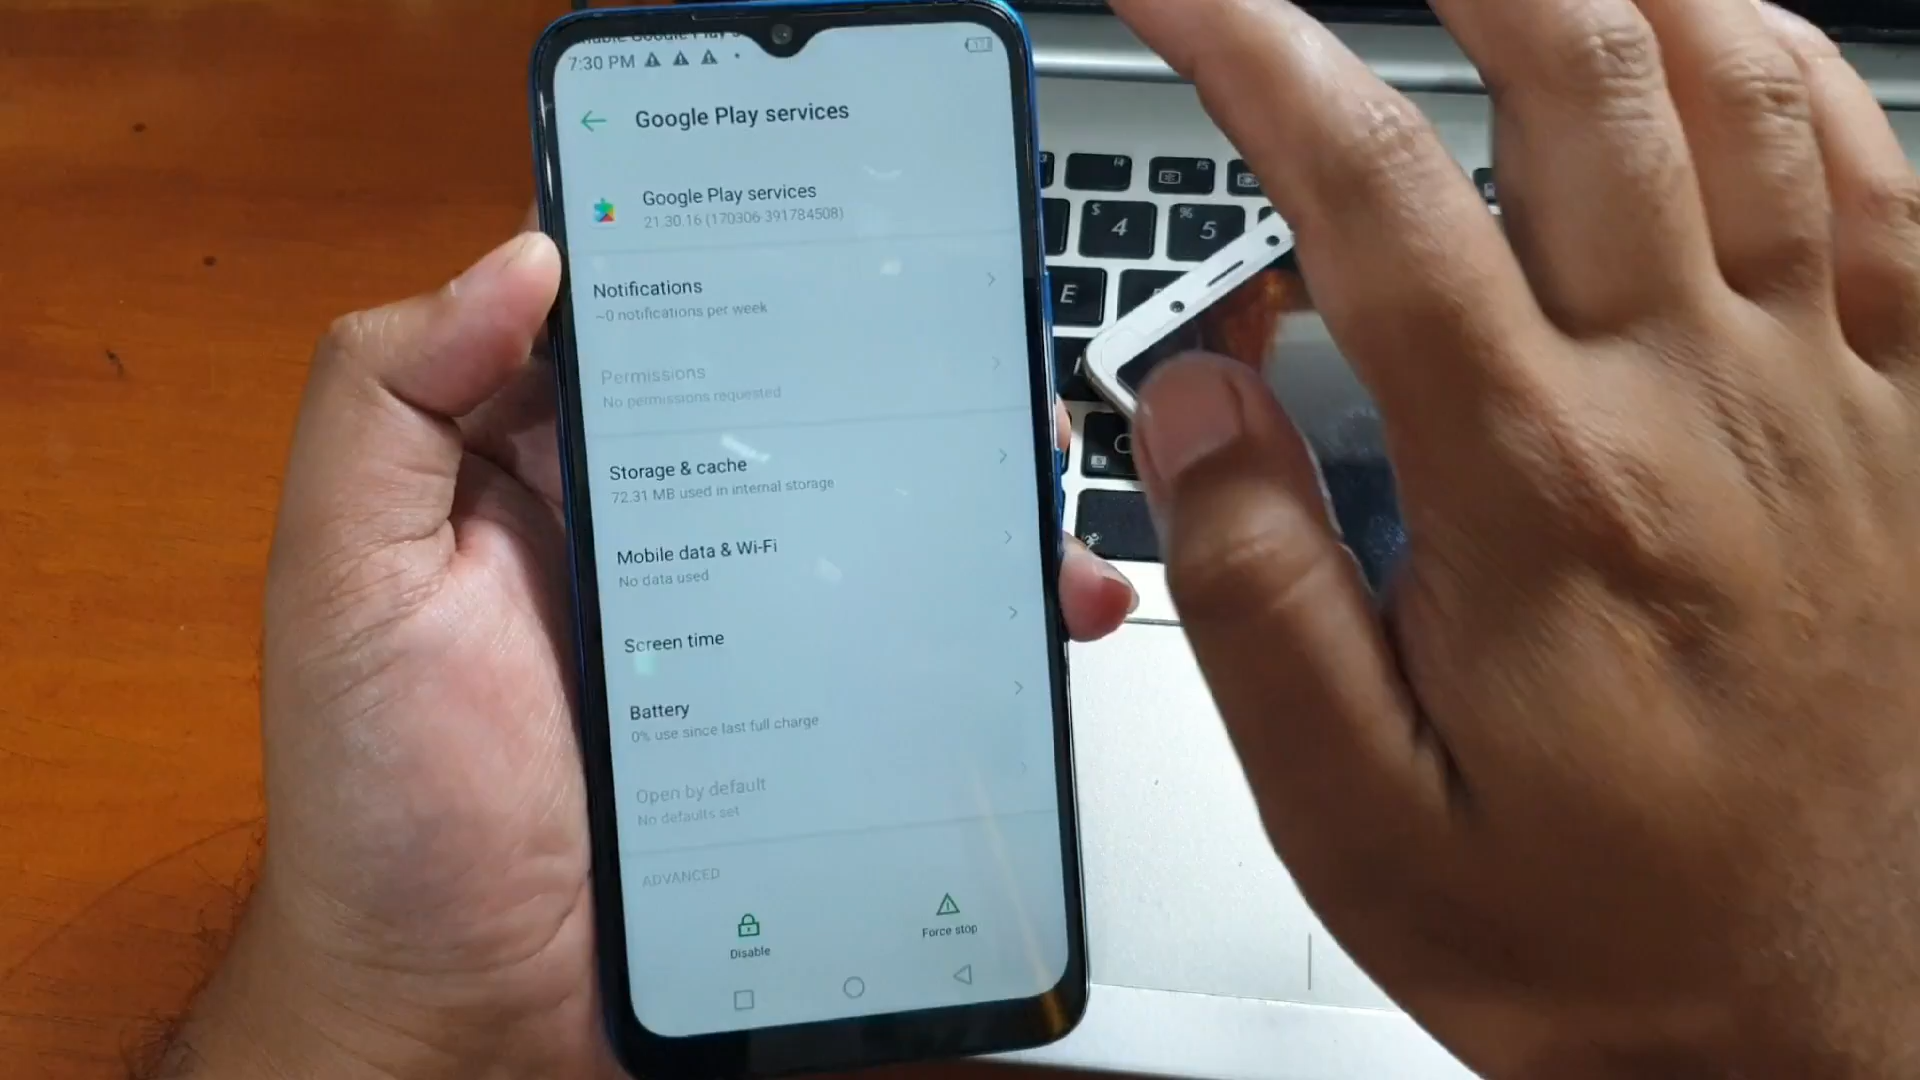 7:30 PM
Google Play services
Google Play services
21.30.16 (170306-391784508)
Notifications
~0 notifications per week
Permissions
No permissions requested
Storage & cache
72.31 MB used in internal storage
Mobile data & Wi-Fi
No data used
Screen time
Battery
0% use since last full charge
Open by default
No defaults set
ADVANCED
Disable
Force stop
$
4
%
5
E
f4
f5